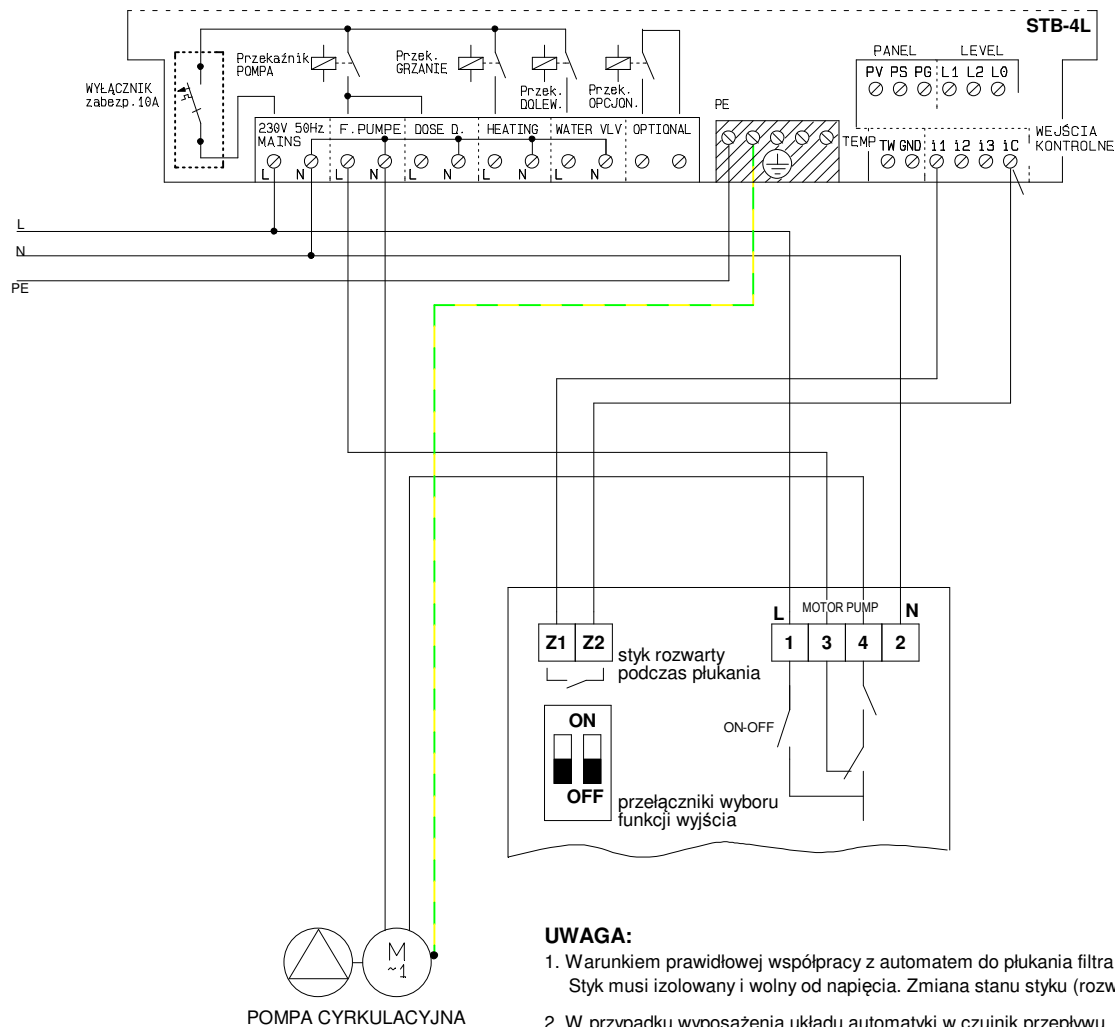 STB-4L
PANEL LEVEL
PV PS PG L1 L2 L0
Przekaźnik
POMPA
Przek.
GRZANIE
Przek.
DOLEW.
Przek.
OPCJON.
WYŁĄCZNIK
zabezp.10A
PE
230V 50Hz
MAINS
F. PUMPE
DOSE D.
HEATING
WATER VLV
OPTIONAL
TEMP
TW GND i1 i2 i3 iC
WEJŚCIA
KONTROLNE
L N L N L N L N L N
L
N
PE
L MOTOR PUMP N
Z1 Z2
1 3 4 2
styk rozwarty
podczas płukania
ON
OFF
ON-OFF
przełączniki wyboru
funkcji wyjścia
M
~1
POMPA CYRKULACYJNA
UWAGA:
1. Warunkiem prawidłowej współpracy z automatem do płukania filtra
Styk musi izolowany i wolny od napięcia. Zmiana stanu styku (rozw
2. W przypadku wyposażenia układu automatyki w czujnik przepływu